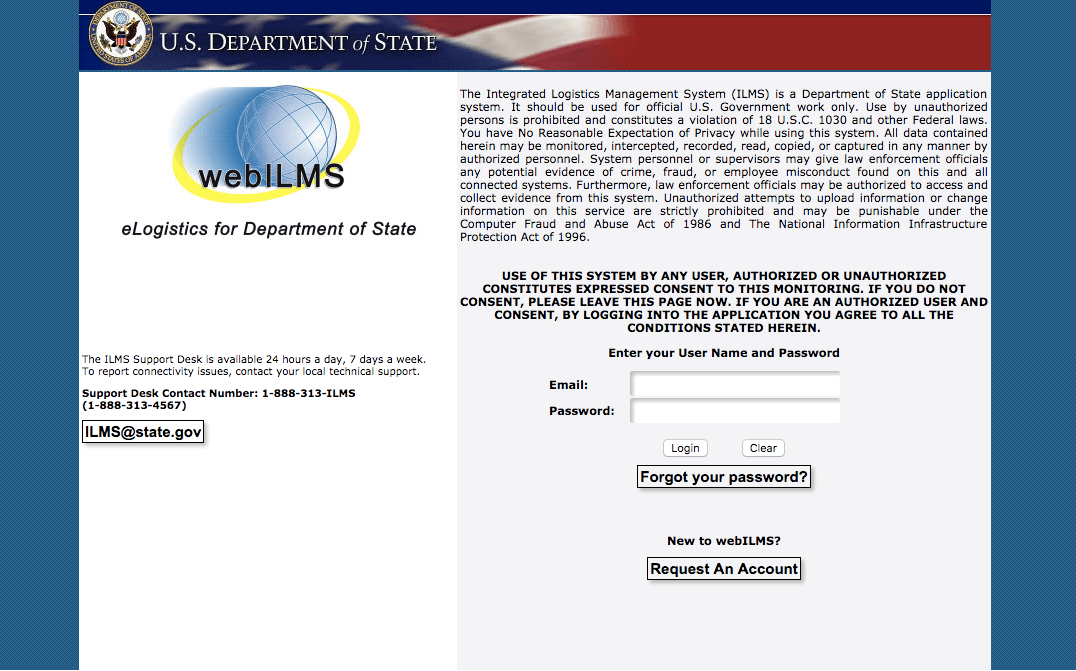 U.S. DEPARTMENT of STATE
webILMS
eLogistics for Department of State
The ILMS Support Desk is available 24 hours a day, 7 days a week.
To report connectivity issues, contact your local technical support.
Support Desk Contact Number: 1-888-313-ILMS
(1-888-313-4567)
ILMS@state.gov
The Integrated Logistics Management System (ILMS) is a Department of State application
system. It should be used for official U.S. Government work only. Use by unauthorized
persons is prohibited and constitutes a violation of 18 U.S.C. 1030 and other Federal laws.
You have No Reasonable Expectation of Privacy while using this system. All data contained
herein may be monitored, intercepted, recorded, read, copied, or captured in any manner by
authorized personnel. System personnel or supervisors may give law enforcement officials
any potential evidence of crime, fraud, or employee misconduct found on this and all
connected systems. Furthermore, law enforcement officials may be authorized to access and
collect evidence from this system. Unauthorized attempts to upload information or change
information on this service are strictly prohibited and may be punishable under the
Computer Fraud and Abuse Act of 1986 and The National Information Infrastructure
Protection Act of 1996.
USE OF THIS SYSTEM BY ANY USER, AUTHORIZED OR UNAUTHORIZED
CONSTITUTES EXPRESSED CONSENT TO THIS MONITORING. IF YOU DO NOT
CONSENT, PLEASE LEAVE THIS PAGE NOW. IF YOU ARE AN AUTHORIZED USER AND
CONSENT, BY LOGGING INTO THE APPLICATION YOU AGREE TO ALL THE
CONDITIONS STATED HEREIN.
Enter your User Name and Password
Email:
Password:
Login Clear
Forgot your password?
New to webILMS?
Request An Account